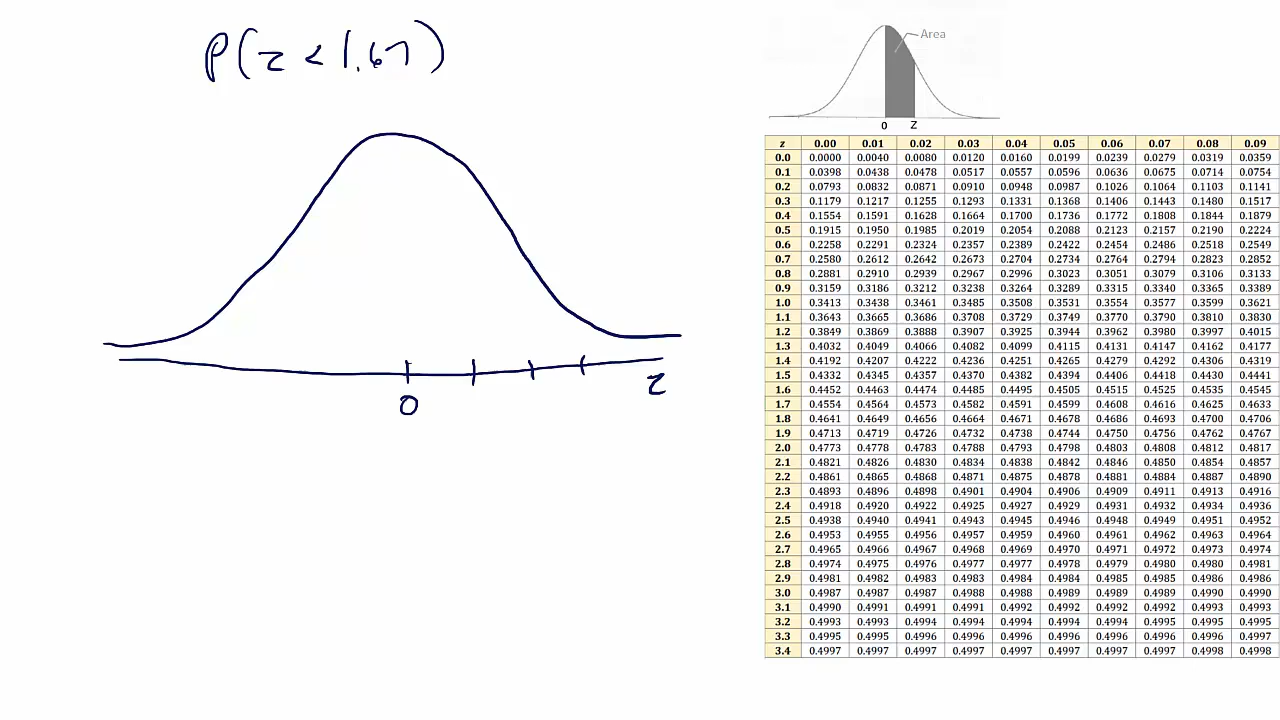 P(z < 1.67)
0
z
Area
0 z
z 0.00 0.01 0.02 0.03 0.04 0.05 0.06 0.07 0.08 0.09
0.0 0.0000 0.0040 0.0080 0.0120 0.0160 0.0199 0.0239 0.0279 0.0319 0.0359
0.1 0.0398 0.0438 0.0478 0.0517 0.0557 0.0596 0.0636 0.0675 0.0714 0.0754
0.2 0.0793 0.0832 0.0871 0.0910 0.0948 0.0987 0.1026 0.1064 0.1103 0.1141
0.3 0.1179 0.1217 0.1255 0.1293 0.1331 0.1368 0.1406 0.1443 0.1480 0.1517
0.4 0.1554 0.1591 0.1628 0.1664 0.1700 0.1736 0.1772 0.1808 0.1844 0.1879
0.5 0.1915 0.1950 0.1985 0.2019 0.2054 0.2088 0.2123 0.2157 0.2190 0.2224
0.6 0.2258 0.2291 0.2324 0.2357 0.2389 0.2422 0.2454 0.2486 0.2518 0.2549
0.7 0.2580 0.2612 0.2642 0.2673 0.2704 0.2734 0.2764 0.2794 0.2823 0.2852
0.8 0.2881 0.2910 0.2939 0.2967 0.2996 0.3023 0.3051 0.3079 0.3106 0.3133
0.9 0.3159 0.3186 0.3212 0.3238 0.3264 0.3289 0.3315 0.3340 0.3365 0.3389
1.0 0.3413 0.3438 0.3461 0.3485 0.3508 0.3531 0.3554 0.3577 0.3599 0.3621
1.1 0.3643 0.3665 0.3686 0.3708 0.3729 0.3749 0.3770 0.3790 0.3810 0.3830
1.2 0.3849 0.3869 0.3888 0.3907 0.3925 0.3944 0.3962 0.3980 0.3997 0.4015
1.3 0.4032 0.4049 0.4066 0.4082 0.4099 0.4115 0.4131 0.4147 0.4162 0.4177
1.4 0.4192 0.4207 0.4222 0.4236 0.4251 0.4265 0.4279 0.4292 0.4306 0.4319
1.5 0.4332 0.4345 0.4357 0.4370 0.4382 0.4394 0.4406 0.4418 0.4430 0.4441
1.6 0.4452 0.4463 0.4474 0.4485 0.4495 0.4505 0.4515 0.4525 0.4535 0.4545
1.7 0.4554 0.4564 0.4573 0.4582 0.4591 0.4599 0.4608 0.4616 0.4625 0.4633
1.8 0.4641 0.4649 0.4656 0.4664 0.4671 0.4678 0.4686 0.4693 0.4700 0.4706
1.9 0.4713 0.4719 0.4726 0.4732 0.4738 0.4744 0.4750 0.4756 0.4762 0.4767
2.0 0.4773 0.4778 0.4783 0.4788 0.4793 0.4798 0.4803 0.4808 0.4812 0.4817
2.1 0.4821 0.4826 0.4830 0.4834 0.4838 0.4842 0.4846 0.4850 0.4854 0.4857
2.2 0.4861 0.4865 0.4868 0.4871 0.4875 0.4878 0.4881 0.4884 0.4887 0.4890
2.3 0.4893 0.4896 0.4898 0.4901 0.4904 0.4906 0.4909 0.4911 0.4913 0.4916
2.4 0.4918 0.4920 0.4922 0.4925 0.4927 0.4929 0.4931 0.4932 0.4934 0.4936
2.5 0.4938 0.4940 0.4941 0.4943 0.4945 0.4946 0.4948 0.4949 0.4951 0.4952
2.6 0.4953 0.4955 0.4956 0.4957 0.4959 0.4960 0.4961 0.4962 0.4963 0.4964
2.7 0.4965 0.4966 0.4967 0.4968 0.4969 0.4970 0.4971 0.4972 0.4973 0.4974
2.8 0.4974 0.4975 0.4976 0.4977 0.4977 0.4978 0.4979 0.4980 0.4980 0.4981
2.9 0.4981 0.4982 0.4983 0.4983 0.4984 0.4984 0.4985 0.4985 0.4986 0.4986
3.0 0.4987 0.4987 0.4987 0.4988 0.4988 0.4989 0.4989 0.4989 0.4990 0.4990
3.1 0.4990 0.4991 0.4991 0.4991 0.4992 0.4992 0.4992 0.4992 0.4993 0.4993
3.2 0.4993 0.4993 0.4994 0.4994 0.4994 0.4994 0.4994 0.4995 0.4995 0.4995
3.3 0.4995 0.4995 0.4996 0.4996 0.4996 0.4996 0.4996 0.4996 0.4996 0.4997
3.4 0.4997 0.4997 0.4997 0.4997 0.4997 0.4997 0.4997 0.4997 0.4998 0.4998